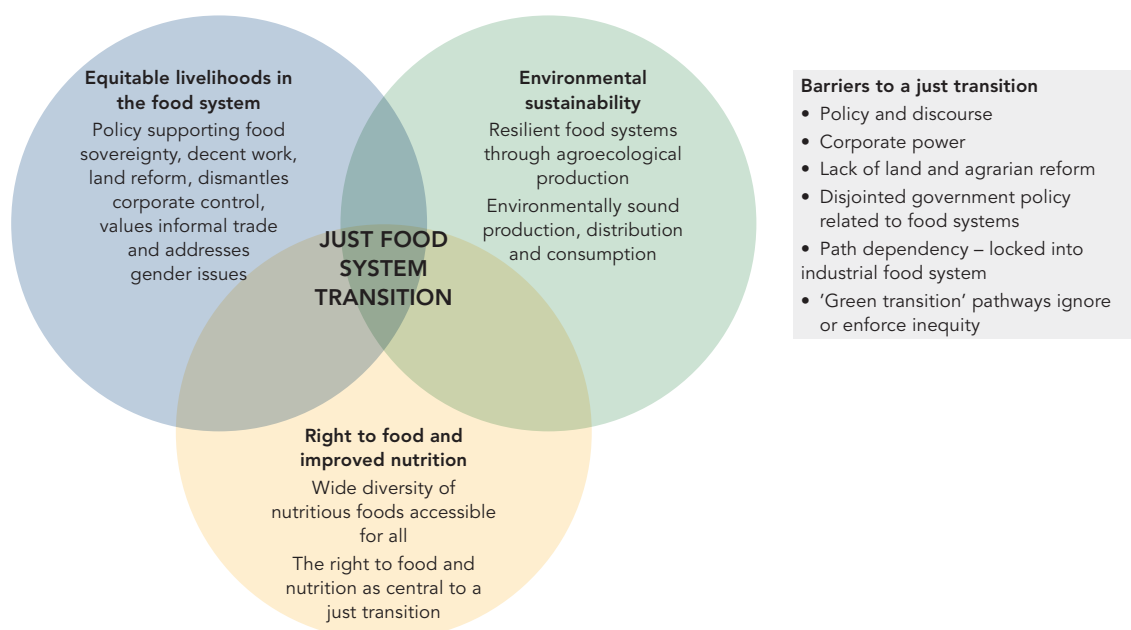 Equitable livelihoods in
the food system
Policy supporting food
sovereignty, decent work,
land reform, dismantles
corporate control,
values informal trade
and addresses
gender issues
Environmental
sustainability
Resilient food systems
through agroecological
production
Environmentally sound
production, distribution
and consumption
JUST FOOD
SYSTEM
TRANSITION
Right to food and
improved nutrition
Wide diversity of
nutritious foods accessible
for all
The right to food and
nutrition as central to a
just transition
Barriers to a just transition
• Policy and discourse
• Corporate power
• Lack of land and agrarian reform
• Disjointed government policy
related to food systems
• Path dependency – locked into
industrial food system
• ‘Green transition’ pathways ignore
or enforce inequity